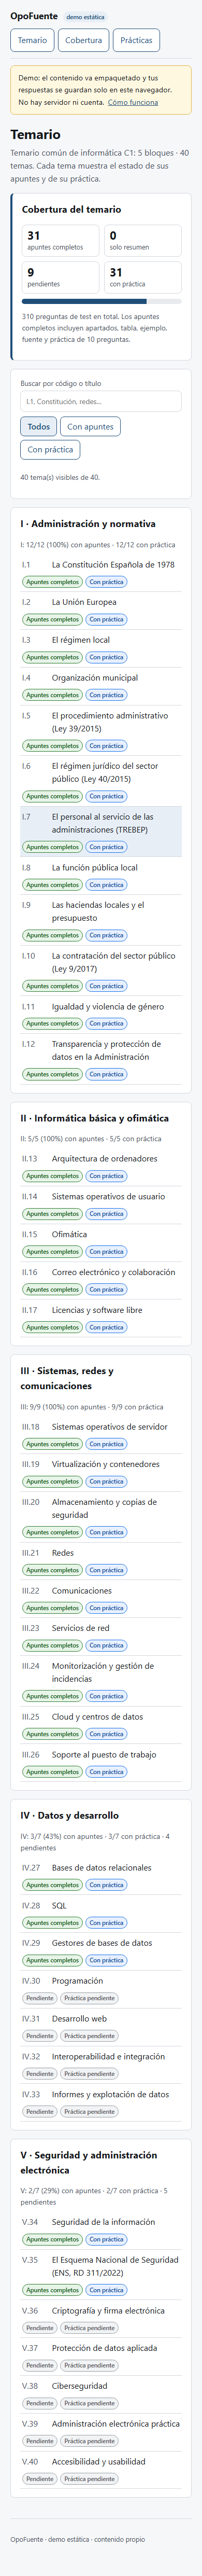 OpoFuente demo estática
Temario Cobertura Prácticas
Demo: el contenido va empaquetado y tus
respuestas se guardan solo en este navegador.
No hay servidor ni cuenta. Cómo funciona
Temario
Temario común de informática C1: 5 bloques · 40
temas. Cada tema muestra el estado de sus
apuntes y de su práctica.
Cobertura del temario
31 0
apuntes completos solo resumen
9 31
pendientes con práctica
310 preguntas de test en total. Los apuntes
completos incluyen apartados, tabla, ejemplo,
fuente y práctica de 10 preguntas.
Buscar por código o título
I.1, Constitución, redes...
Todos Con apuntes
Con práctica
40 tema(s) visibles de 40.
I · Administración y normativa
I: 12/12 (100%) con apuntes · 12/12 con práctica
I.1 La Constitución Española de 1978
Apuntes completos Con práctica
I.2 La Unión Europea
Apuntes completos Con práctica
I.3 El régimen local
Apuntes completos Con práctica
I.4 Organización municipal
Apuntes completos Con práctica
I.5 El procedimiento administrativo
(Ley 39/2015)
Apuntes completos Con práctica
I.6 El régimen jurídico del sector
público (Ley 40/2015)
Apuntes completos Con práctica
I.7 El personal al servicio de las
administraciones (TREBEP)
Apuntes completos Con práctica
I.8 La función pública local
Apuntes completos Con práctica
I.9 Las haciendas locales y el
presupuesto
Apuntes completos Con práctica
I.10 La contratación del sector público
(Ley 9/2017)
Apuntes completos Con práctica
I.11 Igualdad y violencia de género
Apuntes completos Con práctica
I.12 Transparencia y protección de
datos en la Administración
Apuntes completos Con práctica
II · Informática básica y ofimática
II: 5/5 (100%) con apuntes · 5/5 con práctica
II.13 Arquitectura de ordenadores
Apuntes completos Con práctica
II.14 Sistemas operativos de usuario
Apuntes completos Con práctica
II.15 Ofimática
Apuntes completos Con práctica
II.16 Correo electrónico y colaboración
Apuntes completos Con práctica
II.17 Licencias y software libre
Apuntes completos Con práctica
III · Sistemas, redes y
comunicaciones
III: 9/9 (100%) con apuntes · 9/9 con práctica
III.18 Sistemas operativos de servidor
Apuntes completos Con práctica
III.19 Virtualización y contenedores
Apuntes completos Con práctica
III.20 Almacenamiento y copias de
seguridad
Apuntes completos Con práctica
III.21 Redes
Apuntes completos Con práctica
III.22 Comunicaciones
Apuntes completos Con práctica
III.23 Servicios de red
Apuntes completos Con práctica
III.24 Monitorización y gestión de
incidencias
Apuntes completos Con práctica
III.25 Cloud y centros de datos
Apuntes completos Con práctica
III.26 Soporte al puesto de trabajo
Apuntes completos Con práctica
IV · Datos y desarrollo
IV: 3/7 (43%) con apuntes · 3/7 con práctica · 4
pendientes
IV.27 Bases de datos relacionales
Apuntes completos Con práctica
IV.28 SQL
Apuntes completos Con práctica
IV.29 Gestores de bases de datos
Apuntes completos Con práctica
IV.30 Programación
Pendiente Práctica pendiente
IV.31 Desarrollo web
Pendiente Práctica pendiente
IV.32 Interoperabilidad e integración
Pendiente Práctica pendiente
IV.33 Informes y explotación de datos
Pendiente Práctica pendiente
V · Seguridad y administración
electrónica
V: 2/7 (29%) con apuntes · 2/7 con práctica · 5
pendientes
V.34 Seguridad de la información
Apuntes completos Con práctica
V.35 El Esquema Nacional de Seguridad
(ENS, RD 311/2022)
Apuntes completos Con práctica
V.36 Criptografía y firma electrónica
Pendiente Práctica pendiente
V.37 Protección de datos aplicada
Pendiente Práctica pendiente
V.38 Ciberseguridad
Pendiente Práctica pendiente
V.39 Administración electrónica práctica
Pendiente Práctica pendiente
V.40 Accesibilidad y usabilidad
Pendiente Práctica pendiente
OpoFuente · demo estática · contenido propio